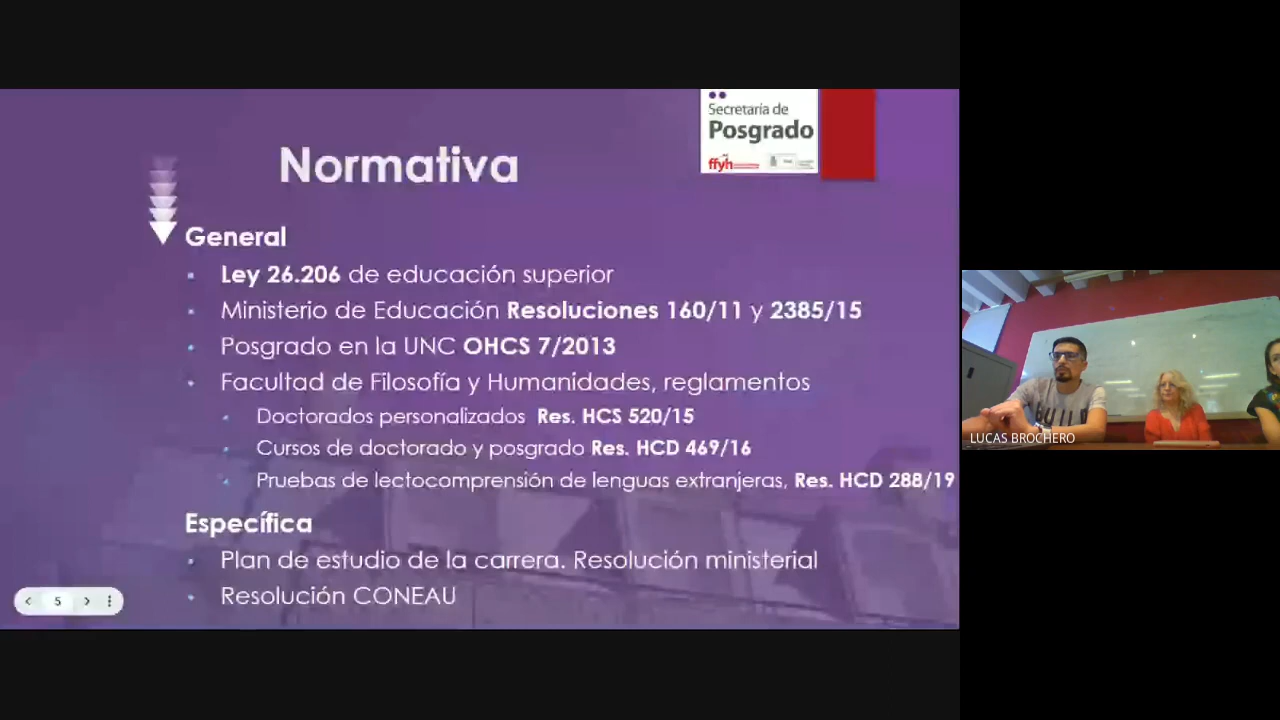 Secretaría de
Posgrado
ffyh
Normativa
General
Ley 26.206 de educación superior
Ministerio de Educación Resoluciones 160/11 y 2385/15
Posgrado en la UNC OHCS 7/2013
Facultad de Filosofía y Humanidades, reglamentos
Doctorados personalizados Res. HCS 520/15
Cursos de doctorado y posgrado Res. HCD 469/16
Pruebas de lectocomprensión de lenguas extranjeras, Res. HCD 288/19
Específica
Plan de estudio de la carrera. Resolución ministerial
Resolución CONEAU
5
BUILD
LUCAS BROCHERO